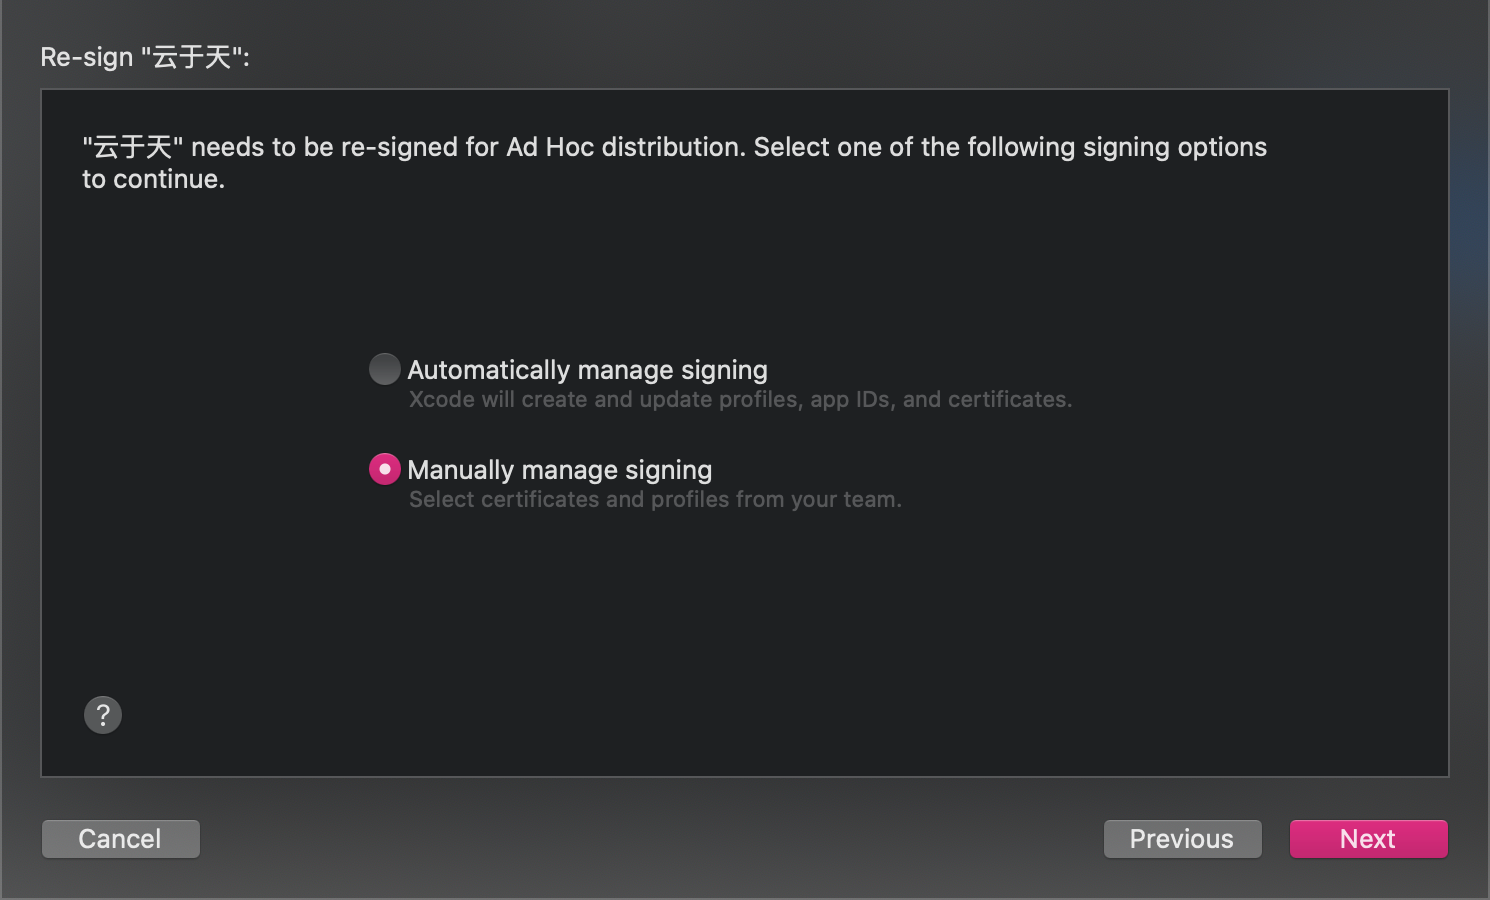 Re-sign "云于天":
"云于天" needs to be re-signed for Ad Hoc distribution. Select one of the following signing options
to continue.
Automatically manage signing
Xcode will create and update profiles, app IDs, and certificates.
Manually manage signing
Select certificates and profiles from your team.
?
Cancel
Previous
Next